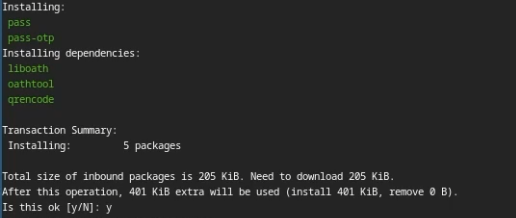 Installing:
pass
pass-otp
Installing dependencies:
liboath
oathtool
qrencode
Transaction Summary:
Installing: 5 packages
Total size of inbound packages is 205 KiB. Need to download 205 KiB.
After this operation, 401 KiB extra will be used (install 401 KiB, remove 0 B).
Is this ok [y/N]: y